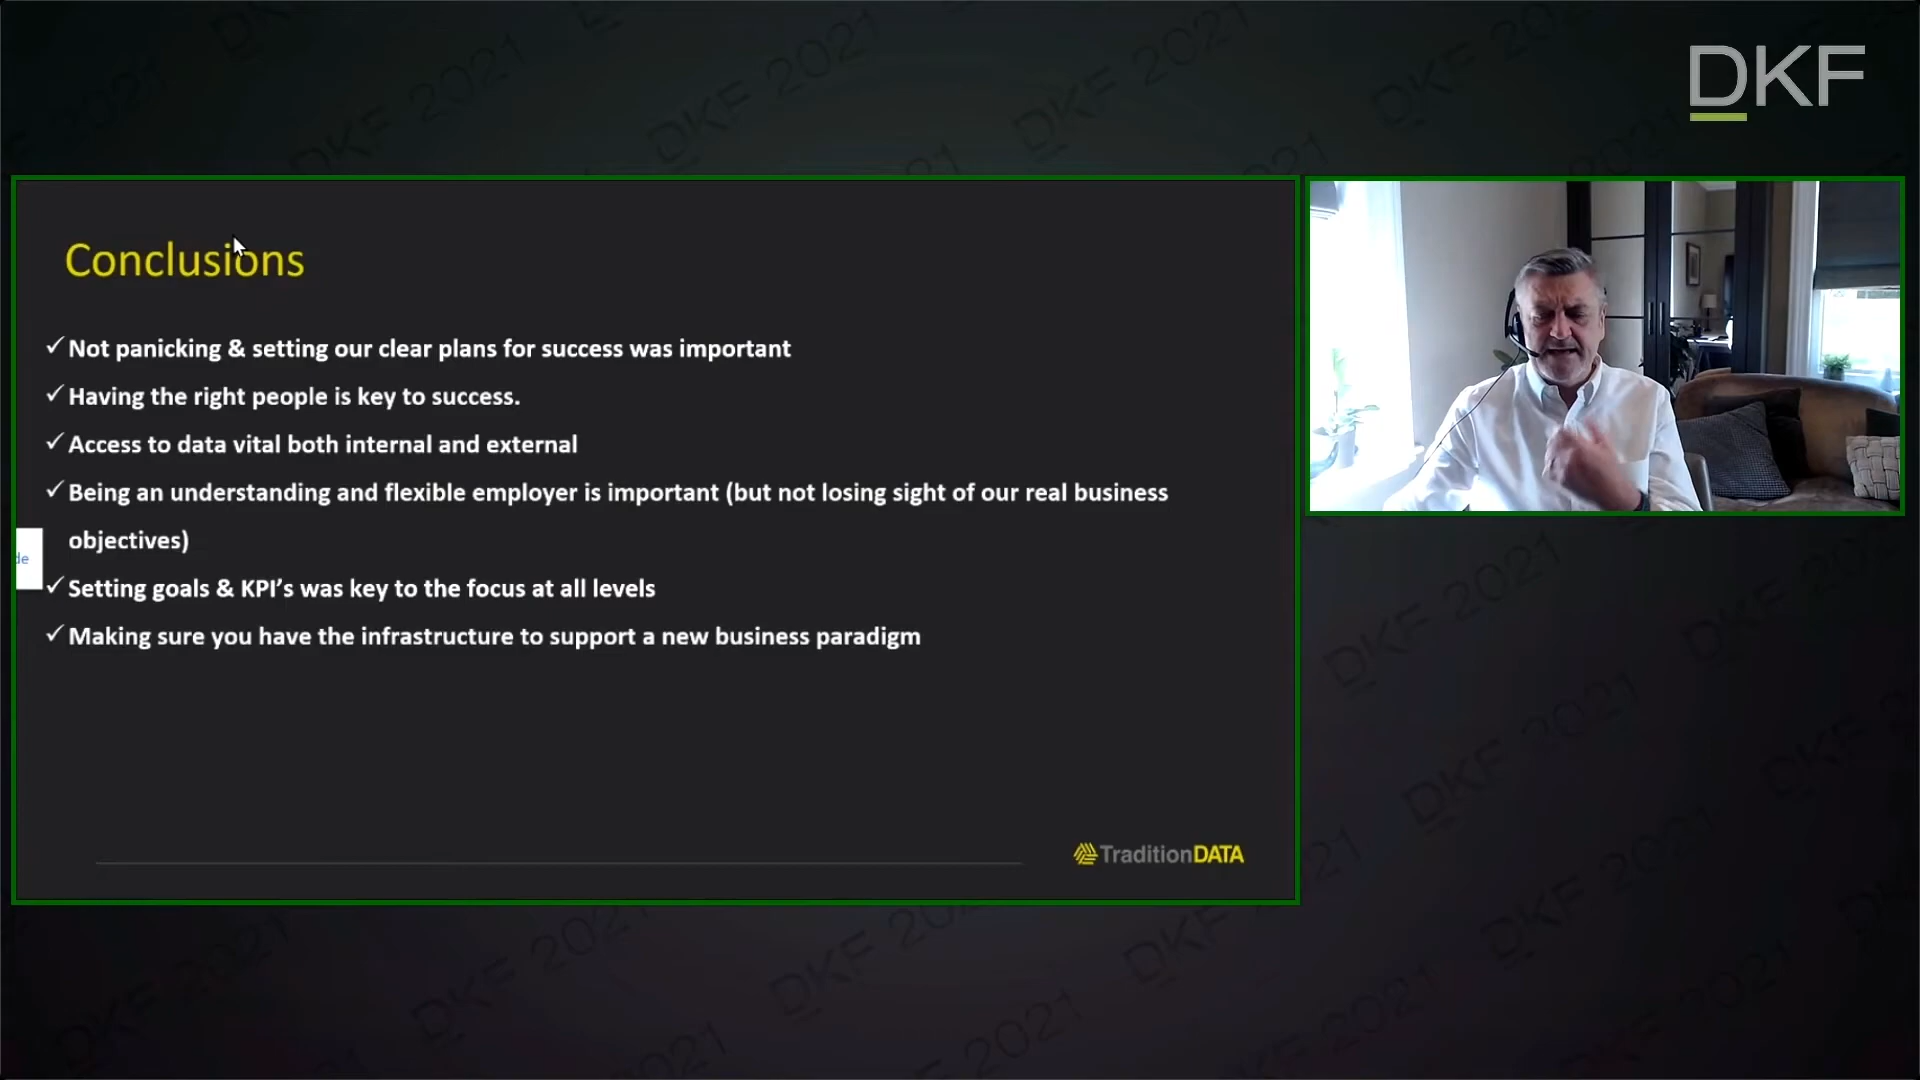 DKF
Conclusions
✓ Not panicking & setting our clear plans for success was important
✓ Having the right people is key to success.
✓ Access to data vital both internal and external
✓ Being an understanding and flexible employer is important (but not losing sight of our real business
objectives)
de
✓ Setting goals & KPI’s was key to the focus at all levels
✓ Making sure you have the infrastructure to support a new business paradigm
TraditionDATA
DKF 2021